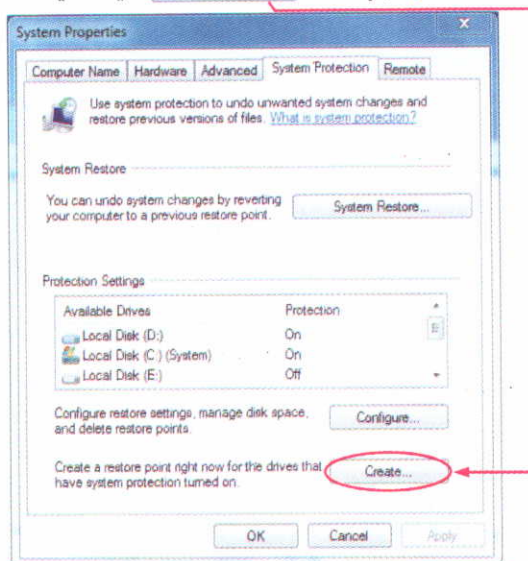 System Properties
X
Computer Name
Hardware
Advanced
System Protection
Remote
Use system protection to undo unwanted system changes and
restore previous versions of files. What is system protection?
System Restore
You can undo system changes by reverting
your computer to a previous restore point.
System Restore...
Protection Settings
Available Drives
Protection
Local Disk (D:)
On
Local Disk (C:) (System)
On
Local Disk (E:)
Off
Configure restore settings, manage disk space,
and delete restore points.
Configure...
Create a restore point right now for the drives that
have system protection turned on.
Create...
OK
Cancel
Apply